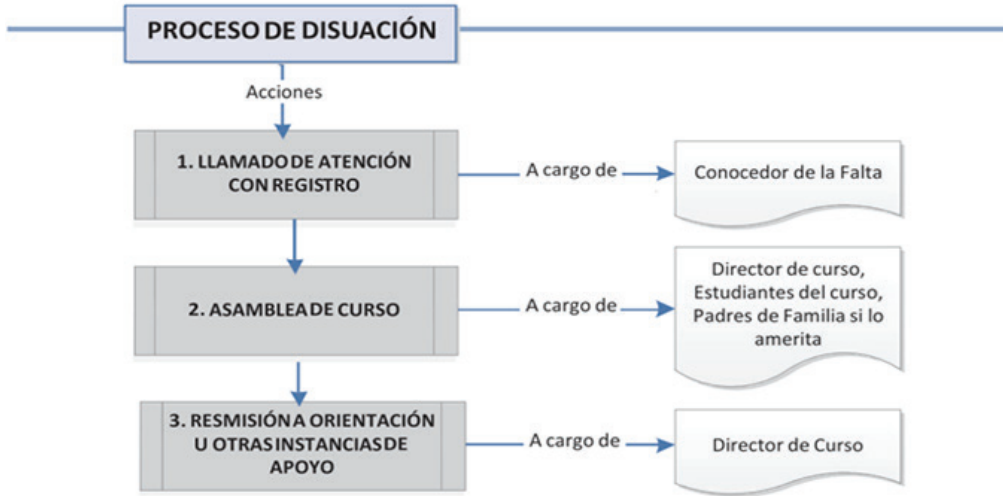 PROCESO DE DISUACIÓN
Acciones
1. LLAMADO DE ATENCIÓN
CON REGISTRO
A cargo de
Conocedor de la Falta
2. ASAMBLEA DE CURSO
A cargo de
Director de curso,
Estudiantes del curso,
Padres de Familia si lo
amerita
3. RESMISIÓN A ORIENTACIÓN
U OTRAS INSTANCIAS DE
APOYO
A cargo de
Director de Curso